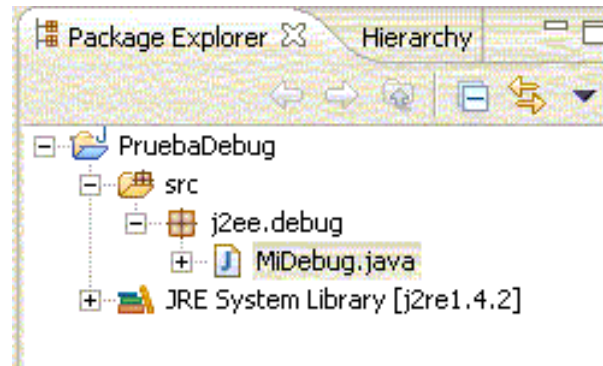 Package Explorer Hierarchy
PruebaDebug
src
j2ee.debug
MiDebug.java
JRE System Library [j2re1.4.2]